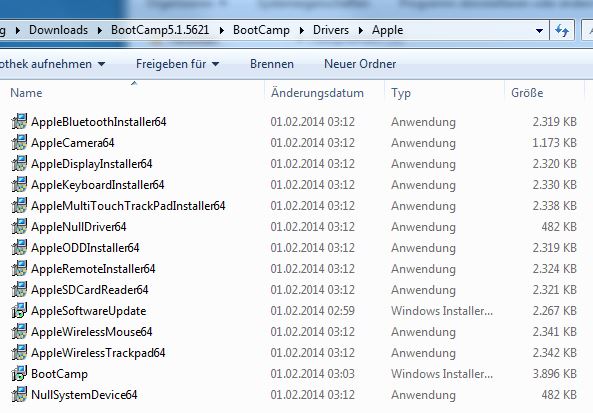 Downloads ▸ BootCamp5.1.5621 ▸ BootCamp ▸ Drivers ▸ Apple
othek aufnehmen Freigeben für Brennen Neuer Ordner
Name Änderungsdatum Typ Größe
AppleBluetoothInstaller64 01.02.2014 03:12 Anwendung 2.319 KB
AppleCamera64 01.02.2014 03:12 Anwendung 1.173 KB
AppleDisplayInstaller64 01.02.2014 03:12 Anwendung 2.320 KB
AppleKeyboardInstaller64 01.02.2014 03:12 Anwendung 2.330 KB
AppleMultiTouchTrackPadInstaller64 01.02.2014 03:12 Anwendung 2.338 KB
AppleNullDriver64 01.02.2014 03:12 Anwendung 482 KB
AppleODDInstaller64 01.02.2014 03:12 Anwendung 2.319 KB
AppleRemoteInstaller64 01.02.2014 03:12 Anwendung 2.324 KB
AppleSDCardReader64 01.02.2014 03:12 Anwendung 2.321 KB
AppleSoftwareUpdate 01.02.2014 02:59 Windows Installer... 2.267 KB
AppleWirelessMouse64 01.02.2014 03:12 Anwendung 2.341 KB
AppleWirelessTrackpad64 01.02.2014 03:12 Anwendung 2.342 KB
BootCamp 01.02.2014 03:03 Windows Installer... 3.896 KB
NullSystemDevice64 01.02.2014 03:12 Anwendung 482 KB